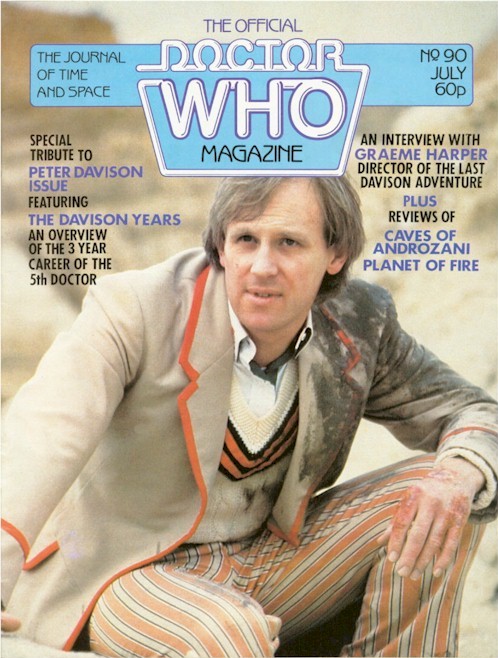 THE OFFICIAL
DOCTOR
WHO
MAGAZINE
THE JOURNAL
OF TIME
AND SPACE
Nº 90
JULY
60p
SPECIAL
TRIBUTE TO
PETER DAVISON
ISSUE
FEATURING
THE DAVISON YEARS
AN OVERVIEW
OF THE 3 YEAR
CAREER OF THE
5th DOCTOR
AN INTERVIEW WITH
GRAEME HARPER
DIRECTOR OF THE LAST
DAVISON ADVENTURE
PLUS
REVIEWS OF
CAVES OF
ANDROZANI
PLANET OF FIRE